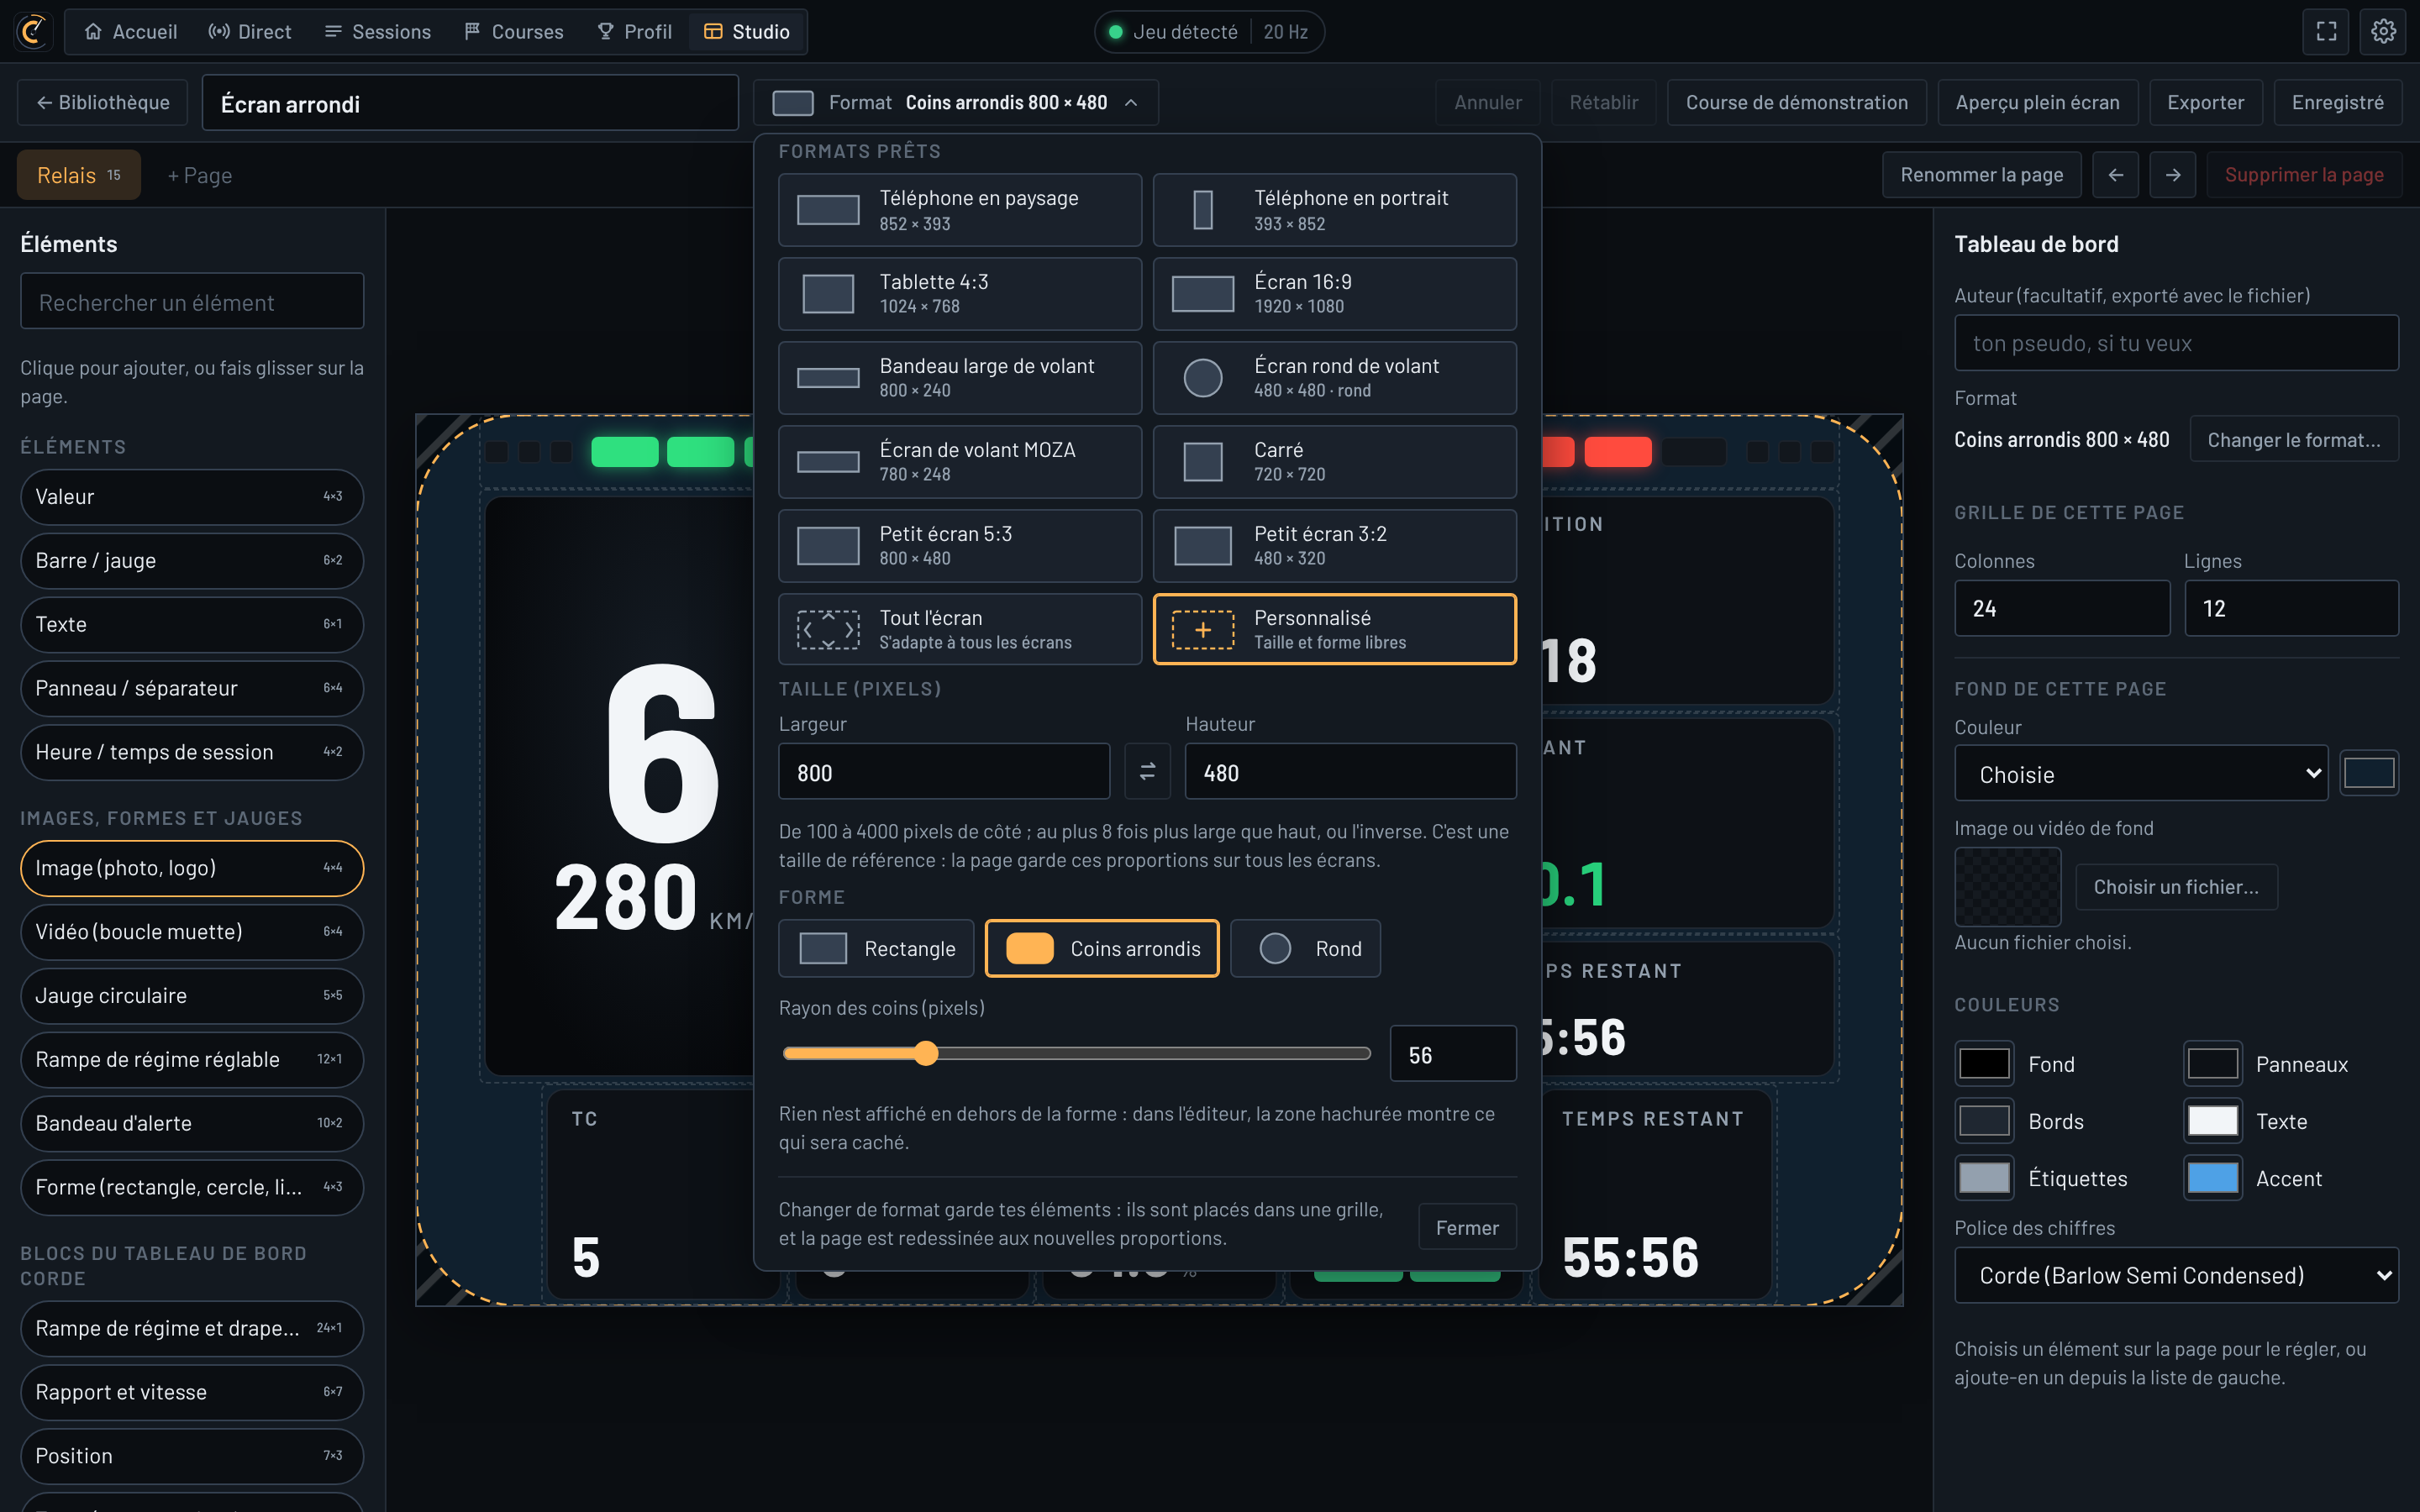 Accueil
Direct
Sessions
Courses
Profil
Studio
Jeu détecté
20 Hz
← Bibliothèque
Écran arrondi
Format Coins arrondis 800 × 480
Annuler
Rétablir
Course de démonstration
Aperçu plein écran
Exporter
Enregistré
Relais 15
+ Page
Renommer la page
←
→
Supprimer la page
Éléments
Rechercher un élément
Clique pour ajouter, ou fais glisser sur la
page.
ÉLÉMENTS
Valeur 4×3
Barre / jauge 6×2
Texte 6×1
Panneau / séparateur 6×4
Heure / temps de session 4×2
IMAGES, FORMES ET JAUGES
Image (photo, logo) 4×4
Vidéo (boucle muette) 6×4
Jauge circulaire 5×5
Rampe de régime réglable 12×1
Bandeau d'alerte 10×2
Forme (rectangle, cercle, li... 4×3
BLOCS DU TABLEAU DE BORD
CORDE
Rampe de régime et drape... 24×1
Rapport et vitesse 6×7
Position 7×3
6
280 KM/
TC
5
FORMATS PRÊTS
Téléphone en paysage
852 × 393
Téléphone en portrait
393 × 852
Tablette 4:3
1024 × 768
Écran 16:9
1920 × 1080
Bandeau large de volant
800 × 240
Écran rond de volant
480 × 480 · rond
Écran de volant MOZA
780 × 248
Carré
720 × 720
Petit écran 5:3
800 × 480
Petit écran 3:2
480 × 320
Tout l'écran
S'adapte à tous les écrans
Personnalisé
Taille et forme libres
TAILLE (PIXELS)
Largeur
Hauteur
800
480
De 100 à 4000 pixels de côté ; au plus 8 fois plus large que haut, ou l'inverse. C'est une
taille de référence : la page garde ces proportions sur tous les écrans.
FORME
Rectangle
Coins arrondis
Rond
Rayon des coins (pixels)
56
Rien n'est affiché en dehors de la forme : dans l'éditeur, la zone hachurée montre ce
qui sera caché.
Changer de format garde tes éléments : ils sont placés dans une grille,
et la page est redessinée aux nouvelles proportions.
Fermer
%
ITION
18
ANT
0.1
PS RESTANT
5:56
TEMPS RESTANT
55:56
Tableau de bord
Auteur (facultatif, exporté avec le fichier)
ton pseudo, si tu veux
Format
Coins arrondis 800 × 480
Changer le format...
GRILLE DE CETTE PAGE
Colonnes
Lignes
24
12
FOND DE CETTE PAGE
Couleur
Choisie
Image ou vidéo de fond
Choisir un fichier...
Aucun fichier choisi.
COULEURS
Fond
Panneaux
Bords
Texte
Étiquettes
Accent
Police des chiffres
Corde (Barlow Semi Condensed)
Choisis un élément sur la page pour le régler, ou
ajoute-en un depuis la liste de gauche.